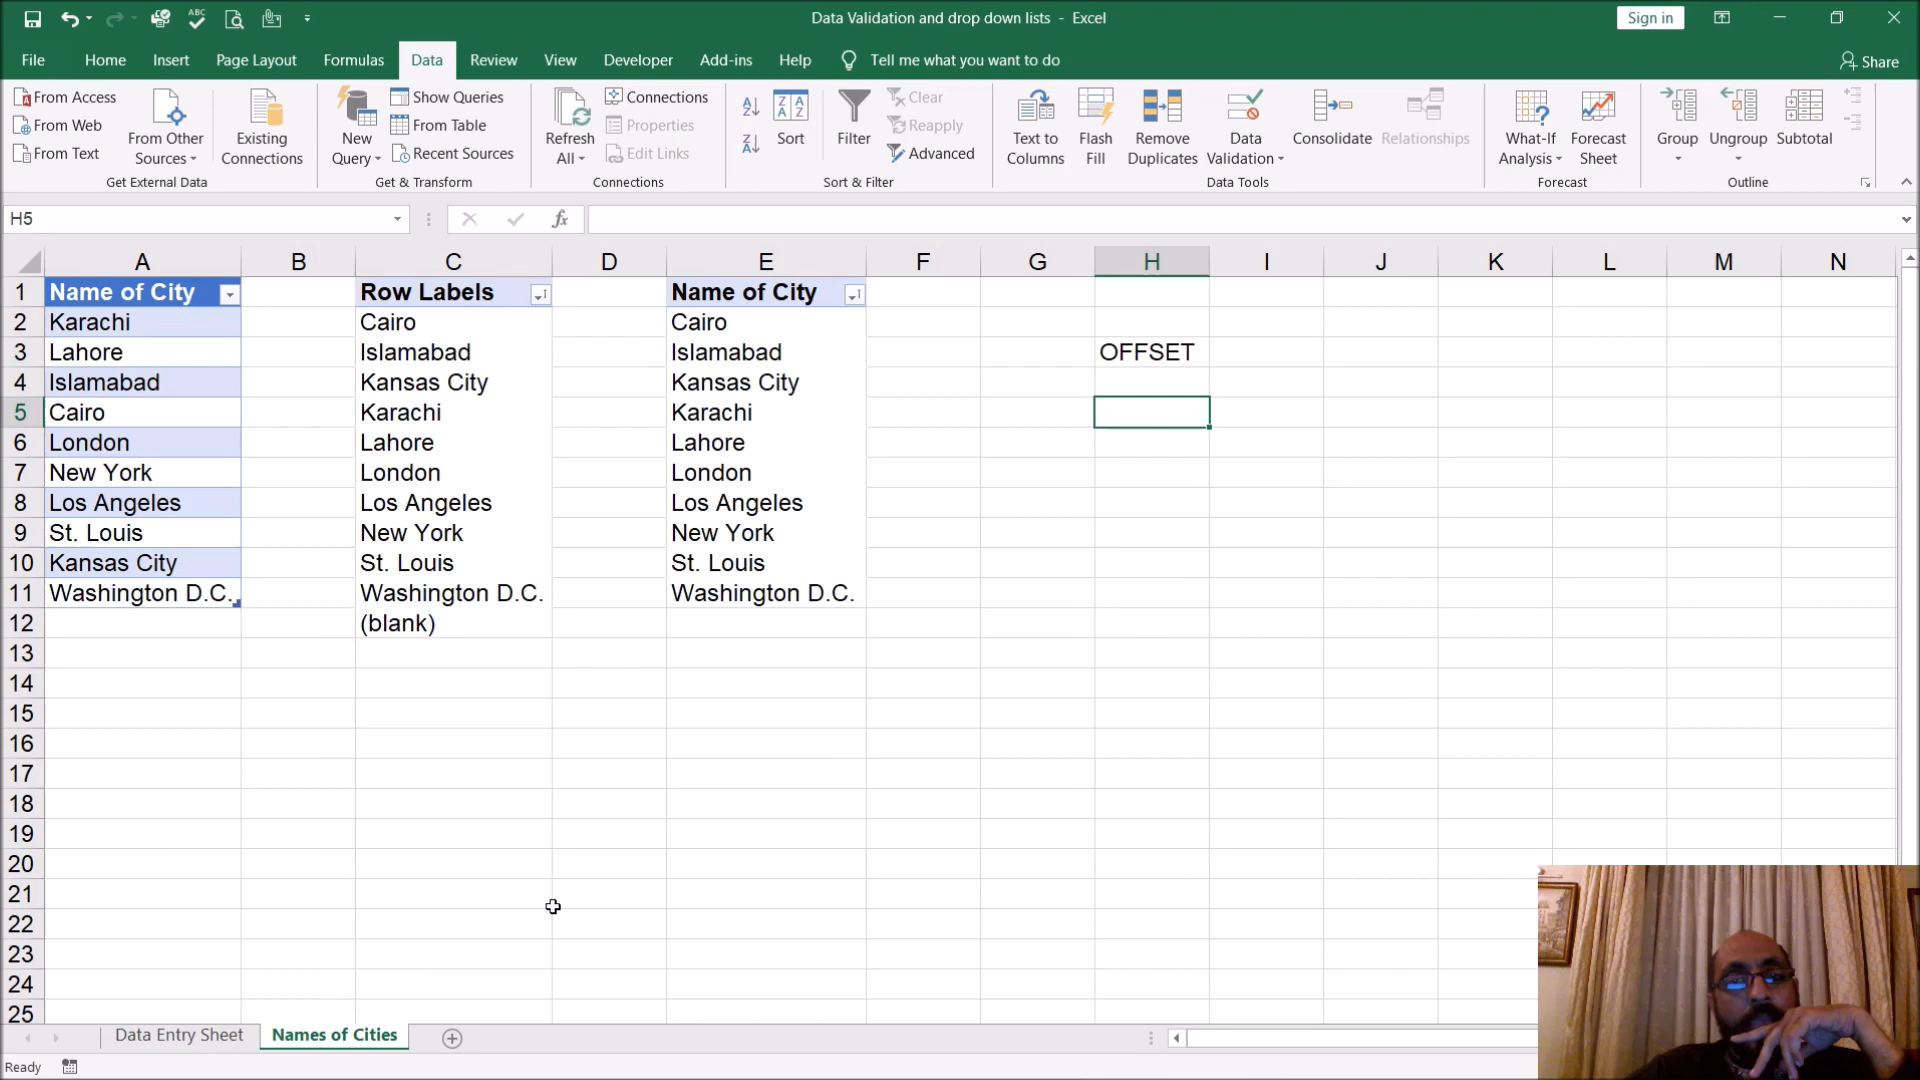 Data Validation and drop down lists - Excel
Sign in
File Home Insert Page Layout Formulas Data Review View Developer Add-ins Help Tell me what you want to do Share
From Access
From Web
From Text
From Other Sources
Existing Connections
Get External Data
New Query
Show Queries
From Table
Recent Sources
Get & Transform
Refresh All
Connections
Properties
Edit Links
Connections
Sort
Filter
Clear
Reapply
Advanced
Sort & Filter
Text to Columns
Flash Fill
Remove Duplicates
Data Validation
Consolidate
Relationships
Data Tools
What-If Analysis
Forecast Sheet
Forecast
Group
Ungroup
Subtotal
Outline
H5 fx
A B C D E F G H I J K L M N
1 Name of City Row Labels Name of City
2 Karachi Cairo Cairo
3 Lahore Islamabad Islamabad OFFSET
4 Islamabad Kansas City Kansas City
5 Cairo Karachi Karachi
6 London Lahore Lahore
7 New York London London
8 Los Angeles Los Angeles Los Angeles
9 St. Louis New York New York
10 Kansas City St. Louis St. Louis
11 Washington D.C. Washington D.C. Washington D.C.
12 (blank)
13
14
15
16
17
18
19
20
21
22
23
24
25
Data Entry Sheet Names of Cities
Ready